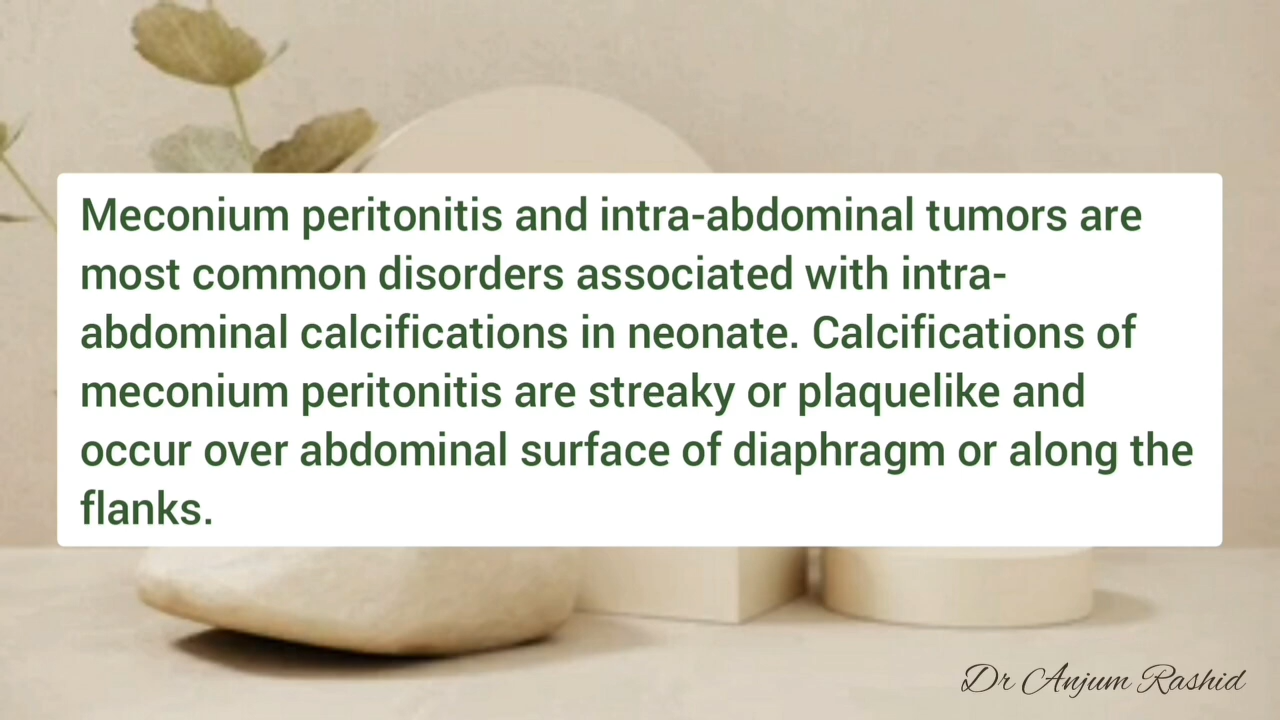 Meconium peritonitis and intra-abdominal tumors are
most common disorders associated with intra-
abdominal calcifications in neonate. Calcifications of
meconium peritonitis are streaky or plaquelike and
occur over abdominal surface of diaphragm or along the
flanks.
Dr Anjum Rashid